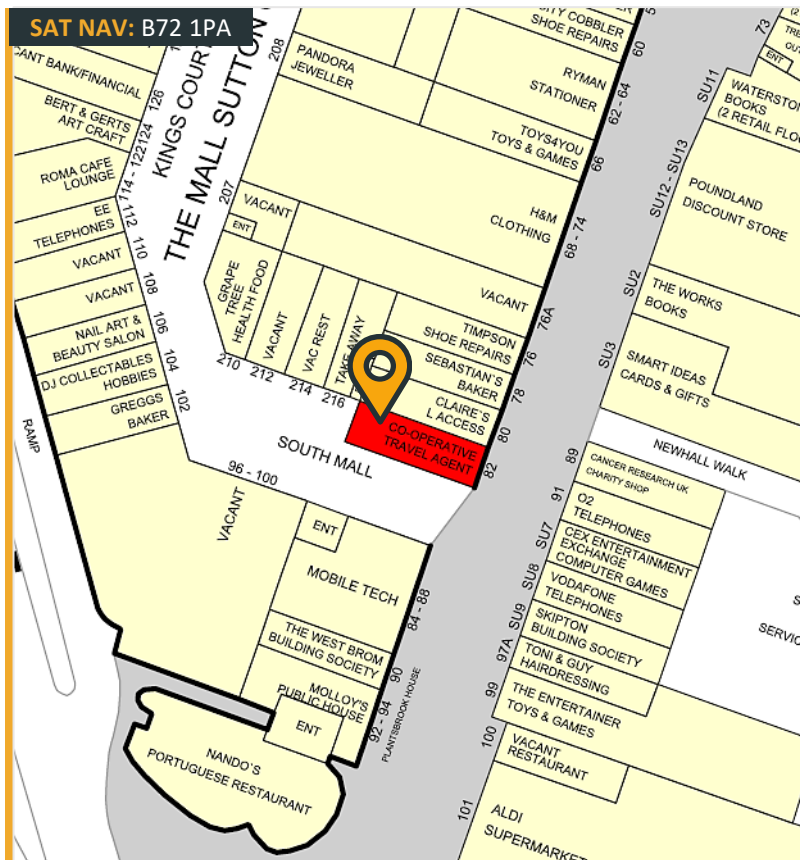 SAT NAV: B72 1PA
CANT BANK/FINANCIAL
126
BERT & GERTS
ART CRAFT
124
114 - 122
ROMA CAFE
LOUNGE
112
EE
TELEPHONES
110
VACANT
108
VACANT
106
NAIL ART &
BEAUTY SALON
104
DJ COLLECTABLES
HOBBIES
102
GREGGS
BAKER
RAMP
KINGS COURT
THE MALL SUTTON
208
PANDORA
JEWELLER
CITY COBBLER
SHOE REPAIRS
60
RYMAN
STATIONER
62 - 64
TOYS4YOU
TOYS & GAMES
66
207
VACANT
ENT
H&M
CLOTHING
68 - 74
VACANT
76A
GRAPE
TREE
HEALTH FOOD
210
VACANT
212
VAC REST
214
TAKE AWAY
216
TIMPSON
SHOE REPAIRS
76
SEBASTIAN'S
BAKER
78
CLAIRE'S
L ACCESS
80
CO-OPERATIVE
TRAVEL AGENT
82
SOUTH MALL
96 - 100
VACANT
ENT
MOBILE TECH
84 - 88
THE WEST BROM
BUILDING SOCIETY
90
MOLLOY'S
PUBLIC HOUSE
92 - 94
PLANTSBROOK HOUSE
ENT
NANDO'S
PORTUGUESE RESTAURANT
73
ENT
SU11
WATERSTO
BOOKS
(2 RETAIL FLO
SU12 - SU13
POUNDLAND
DISCOUNT STORE
SU2
THE WORKS
BOOKS
SU3
SMART IDEAS
CARDS & GIFTS
NEWHALL WALK
89
CANCER RESEARCH UK
CHARITY SHOP
91
O2
TELEPHONES
SU7
CEX ENTERTAINMENT
EXCHANGE
COMPUTER GAMES
SU8
VODAFONE
TELEPHONES
SU9
SKIPTON
BUILDING SOCIETY
97A
TONI & GUY
HAIRDRESSING
99
THE ENTERTAINER
TOYS & GAMES
100
VACANT
RESTAURANT
101
ALDI
SUPERMARKET
SERVIC